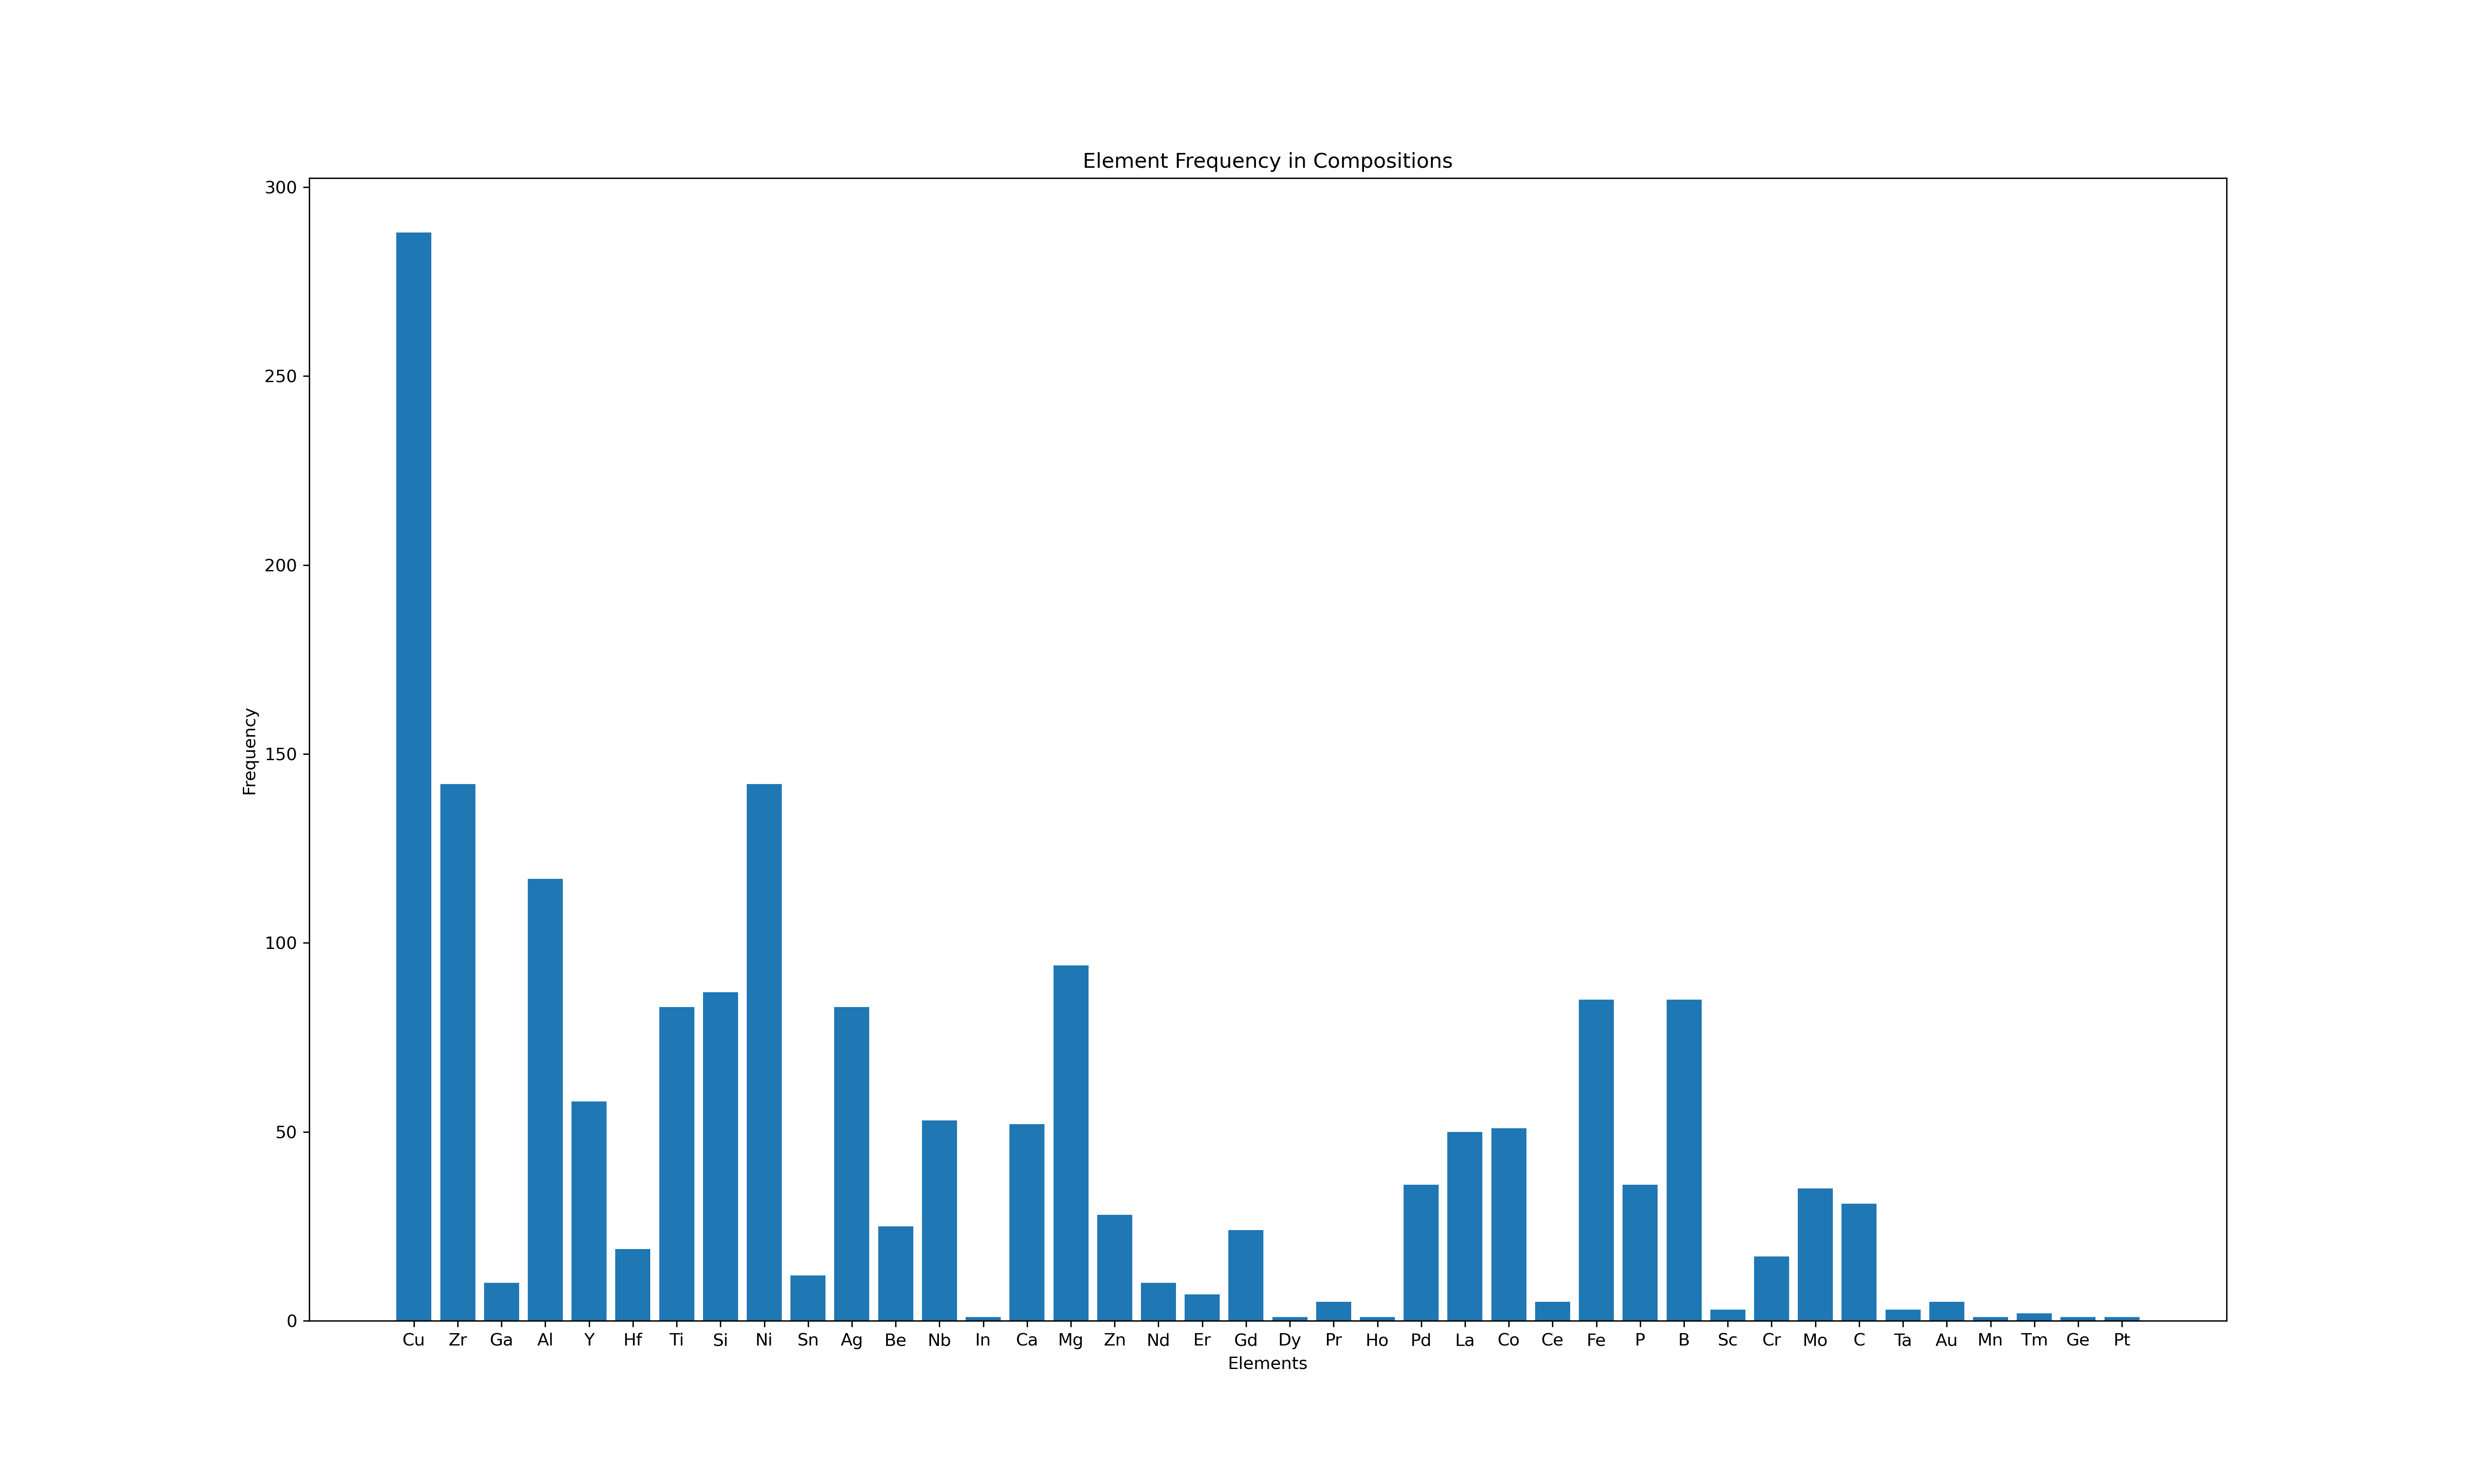 Element Frequency in Compositions
300
250
200
150
100
50
0
Frequency
Cu Zr Ga Al Y Hf Ti Si Ni Sn Ag Be Nb In Ca Mg Zn Nd Er Gd Dy Pr Ho Pd La Co Ce Fe P B Sc Cr Mo C Ta Au Mn Tm Ge Pt
Elements